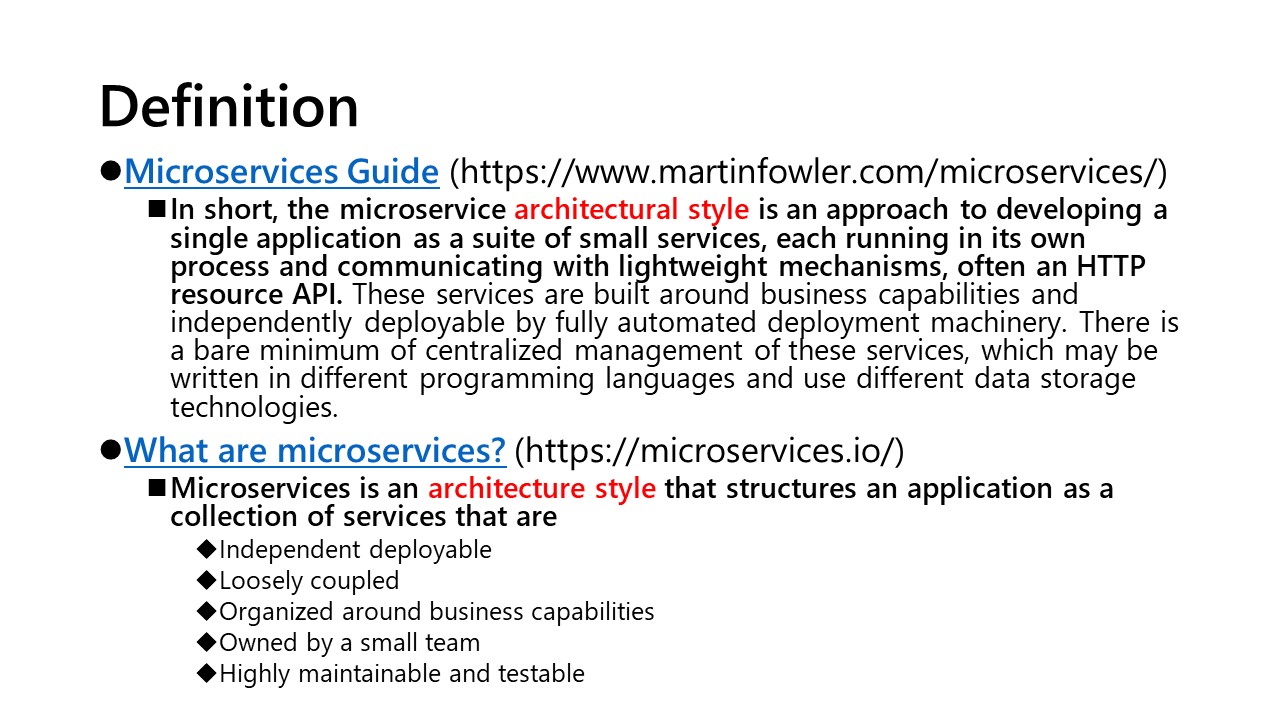 Definition
●Microservices Guide (https://www.martinfowler.com/microservices/)
■In short, the microservice architectural style is an approach to developing a
single application as a suite of small services, each running in its own
process and communicating with lightweight mechanisms, often an HTTP
resource API. These services are built around business capabilities and
independently deployable by fully automated deployment machinery. There is
a bare minimum of centralized management of these services, which may be
written in different programming languages and use different data storage
technologies.
●What are microservices? (https://microservices.io/)
■Microservices is an architecture style that structures an application as a
collection of services that are
◆Independent deployable
◆Loosely coupled
◆Organized around business capabilities
◆Owned by a small team
◆Highly maintainable and testable